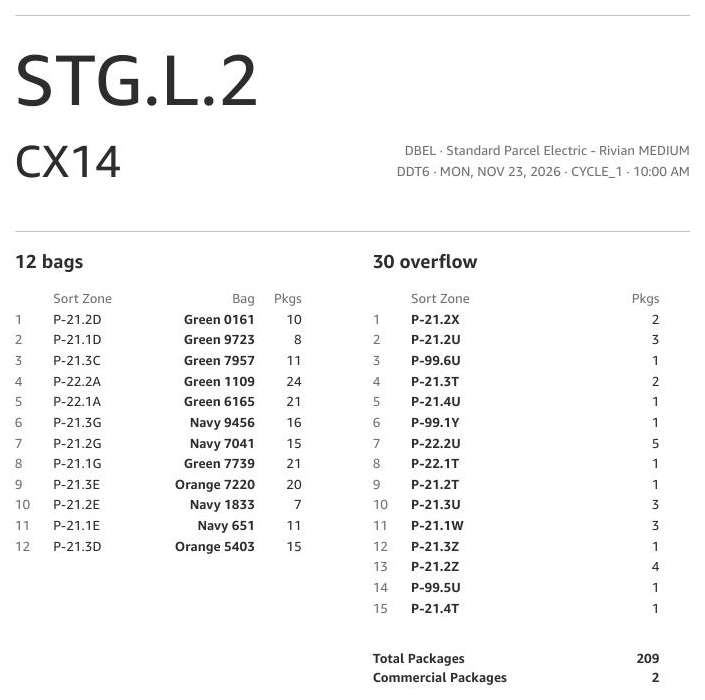 STG.L.2
CX14
DBEL · Standard Parcel Electric - Rivian MEDIUM
DDT6 · MON, NOV 23, 2026 · CYCLE_1 · 10:00 AM
12 bags
Sort Zone Bag Pkgs
1 P-21.2D Green 0161 10
2 P-21.1D Green 9723 8
3 P-21.3C Green 7957 11
4 P-22.2A Green 1109 24
5 P-22.1A Green 6165 21
6 P-21.3G Navy 9456 16
7 P-21.2G Navy 7041 15
8 P-21.1G Green 7739 21
9 P-21.3E Orange 7220 20
10 P-21.2E Navy 1833 7
11 P-21.1E Navy 651 11
12 P-21.3D Orange 5403 15
30 overflow
Sort Zone Pkgs
1 P-21.2X 2
2 P-21.2U 3
3 P-99.6U 1
4 P-21.3T 2
5 P-21.4U 1
6 P-99.1Y 1
7 P-22.2U 5
8 P-22.1T 1
9 P-21.2T 1
10 P-21.3U 3
11 P-21.1W 3
12 P-21.3Z 1
13 P-21.2Z 4
14 P-99.5U 1
15 P-21.4T 1
Total Packages 209
Commercial Packages 2